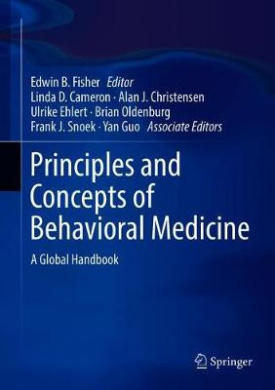 Edwin B. Fisher Editor
Linda D. Cameron · Alan J. Christensen
Ulrike Ehlert · Brian Oldenburg
Frank J. Snoek · Yan Guo Associate Editors
Principles and
Concepts of
Behavioral Medicine
A Global Handbook
Springer